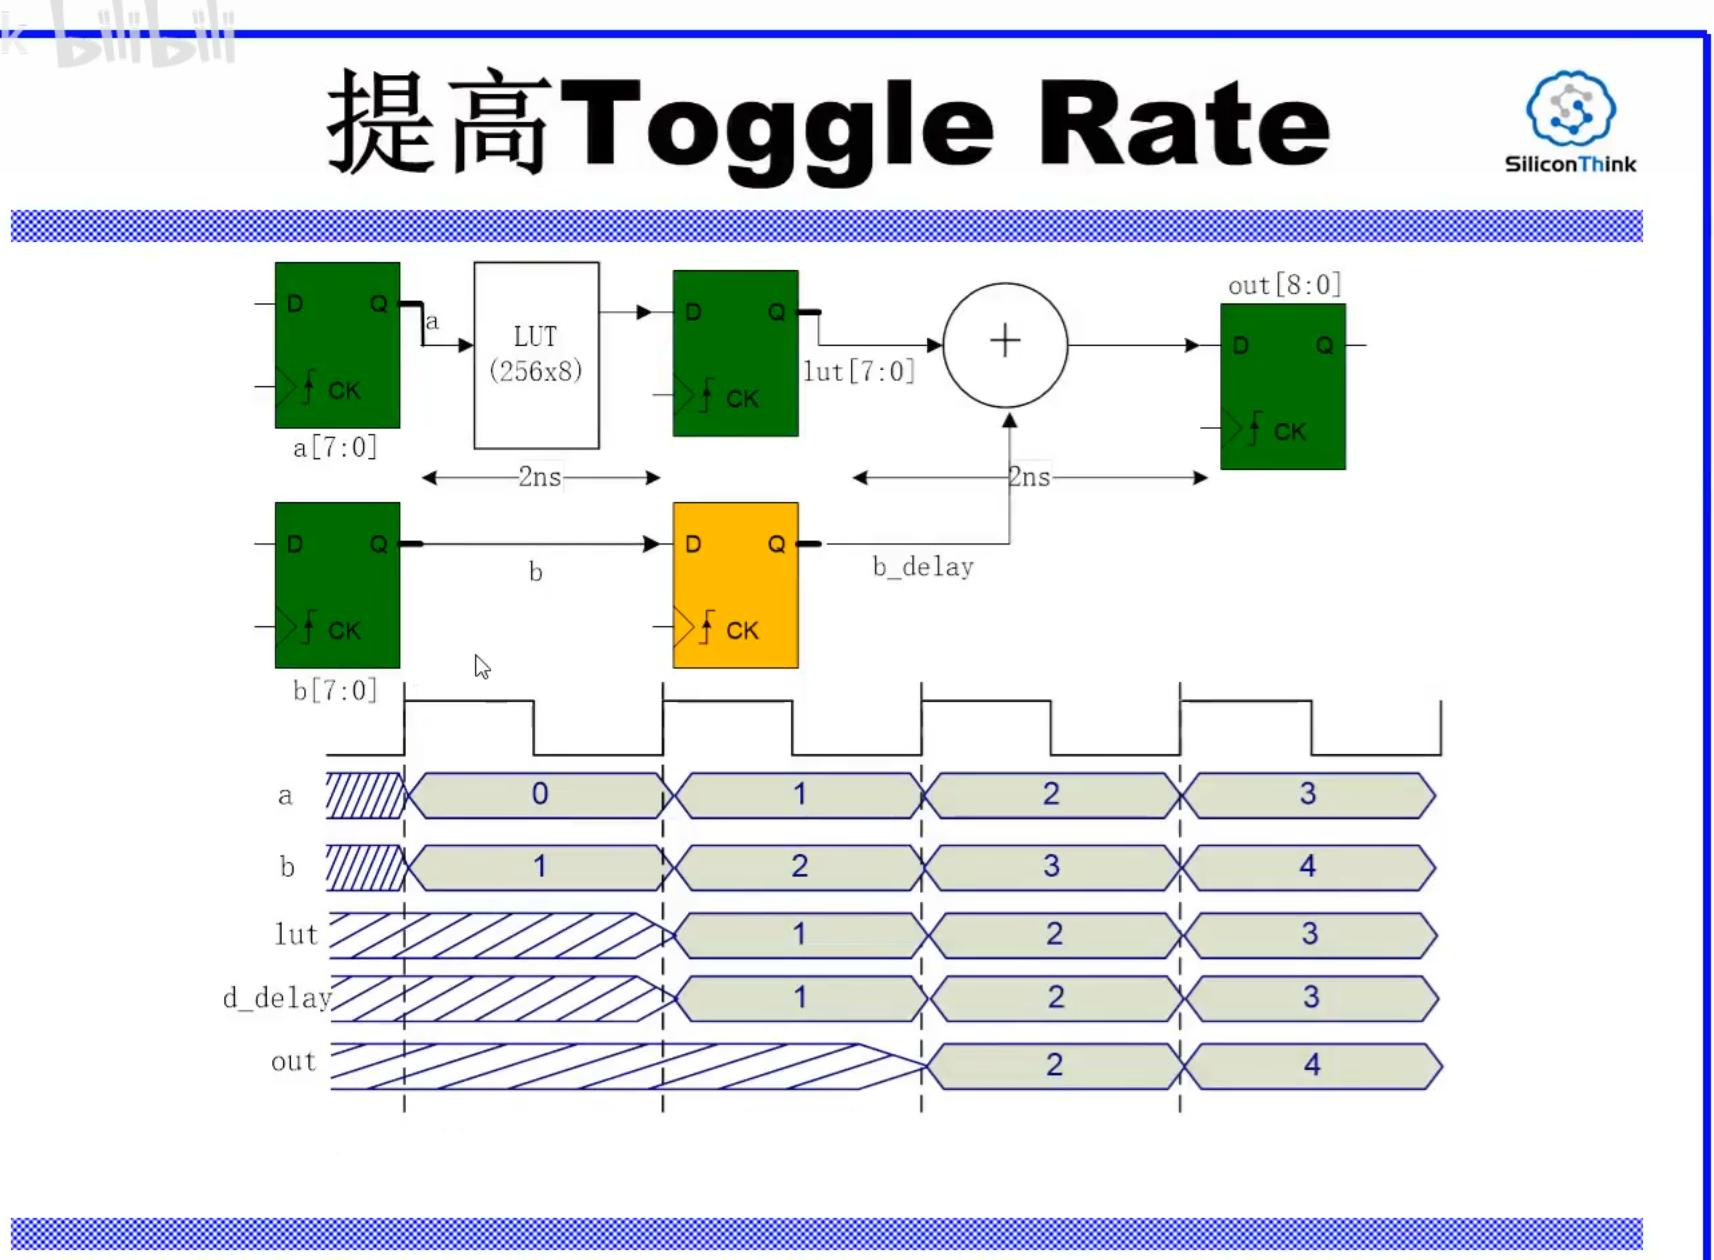 k bilibili
提高Toggle Rate
SiliconThink
D Q
CK
a[7:0]
a
LUT
(256x8)
D Q
CK
lut[7:0]
+
out[8:0]
D Q
CK
2ns
2ns
D Q
CK
b[7:0]
b
D Q
CK
b_delay
a 0 1 2 3
b 1 2 3 4
lut 1 2 3
d_delay 1 2 3
out 2 4